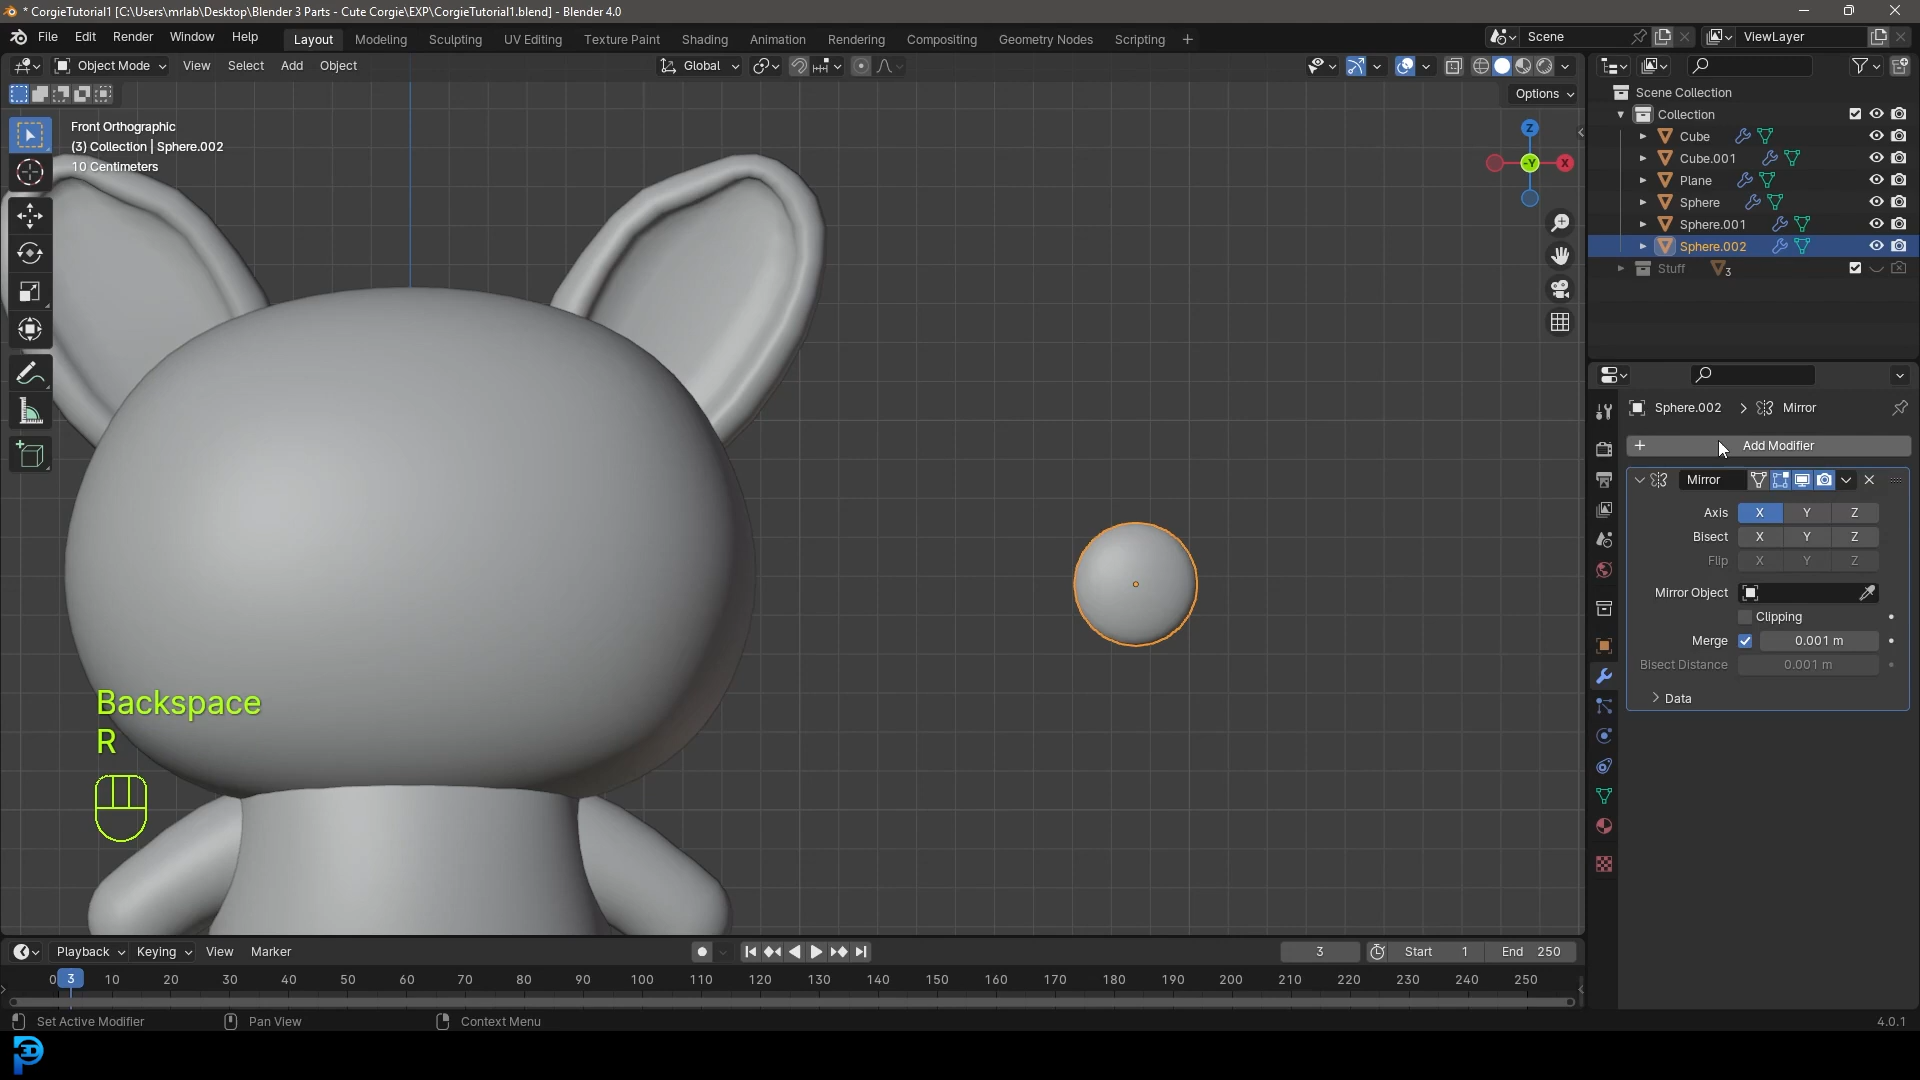 * CorgieTutorial1 [C:\Users\mrlab\Desktop\Blender 3 Parts - Cute Corgie\EXP\CorgieTutorial1.blend] - Blender 4.0
File Edit Render Window Help Layout Modeling Sculpting UV Editing Texture Paint Shading Animation Rendering Compositing Geometry Nodes Scripting + Scene ViewLayer
Object Mode View Select Add Object Global
Options
Front Orthographic
(3) Collection | Sphere.002
10 Centimeters
Z
-Y
X
Scene Collection
Collection
Cube
Cube.001
Plane
Sphere
Sphere.001
Sphere.002
Stuff 3
Sphere.002 > Mirror
+ Add Modifier
Mirror
Axis X Y Z
Bisect X Y Z
Flip X Y Z
Mirror Object
Clipping
Merge 0.001 m
Bisect Distance 0.001 m
Data
Backspace
R
Playback Keying View Marker 3 Start 1 End 250
0 3 10 20 30 40 50 60 70 80 90 100 110 120 130 140 150 160 170 180 190 200 210 220 230 240 250
Set Active Modifier Pan View Context Menu 4.0.1
3D